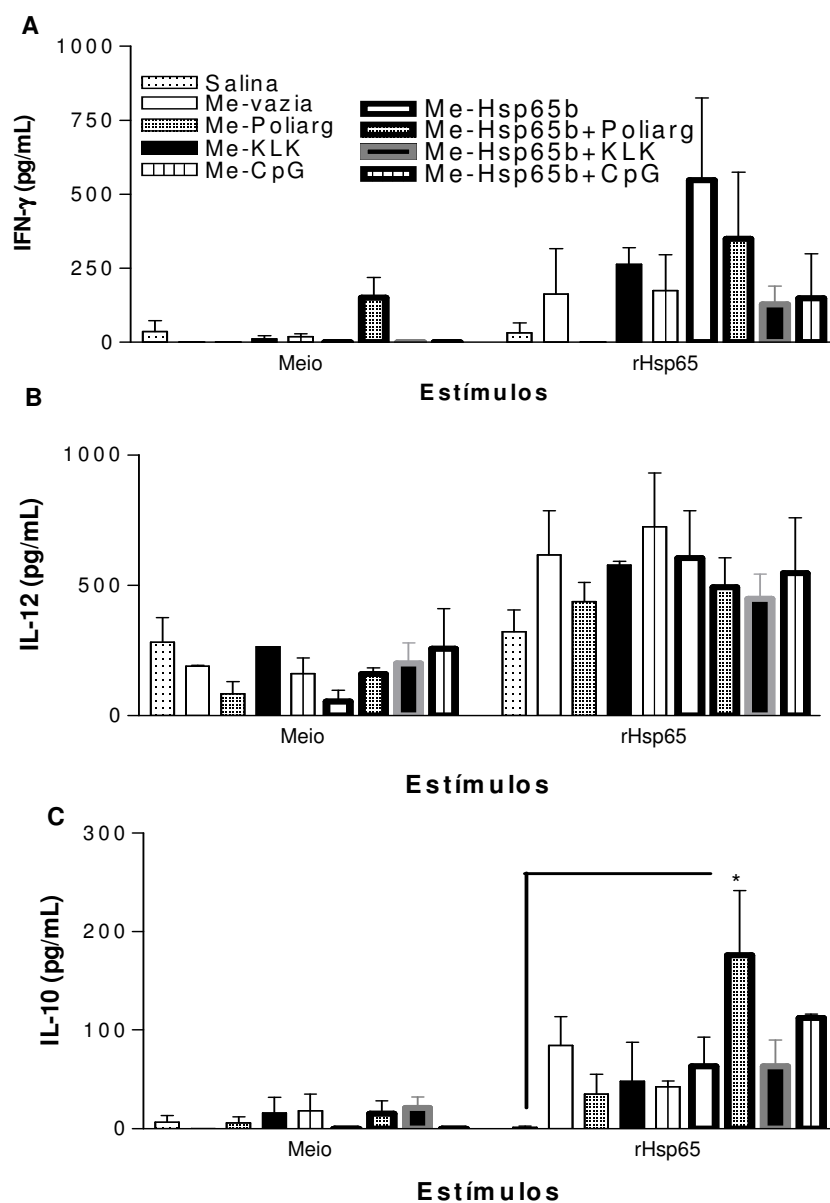 A
IFN-γ (pg/mL)
1000
750
500
250
0
Salina
Me-vazia
Me-Poliarg
Me-KLK
Me-CpG
Me-Hsp65b
Me-Hsp65b+Poliarg
Me-Hsp65b+KLK
Me-Hsp65b+CpG
Meio
rHsp65
Estímulos
B
IL-12 (pg/mL)
1000
500
0
Meio
rHsp65
Estímulos
C
IL-10 (pg/mL)
300
200
100
0
*
Meio
rHsp65
Estímulos